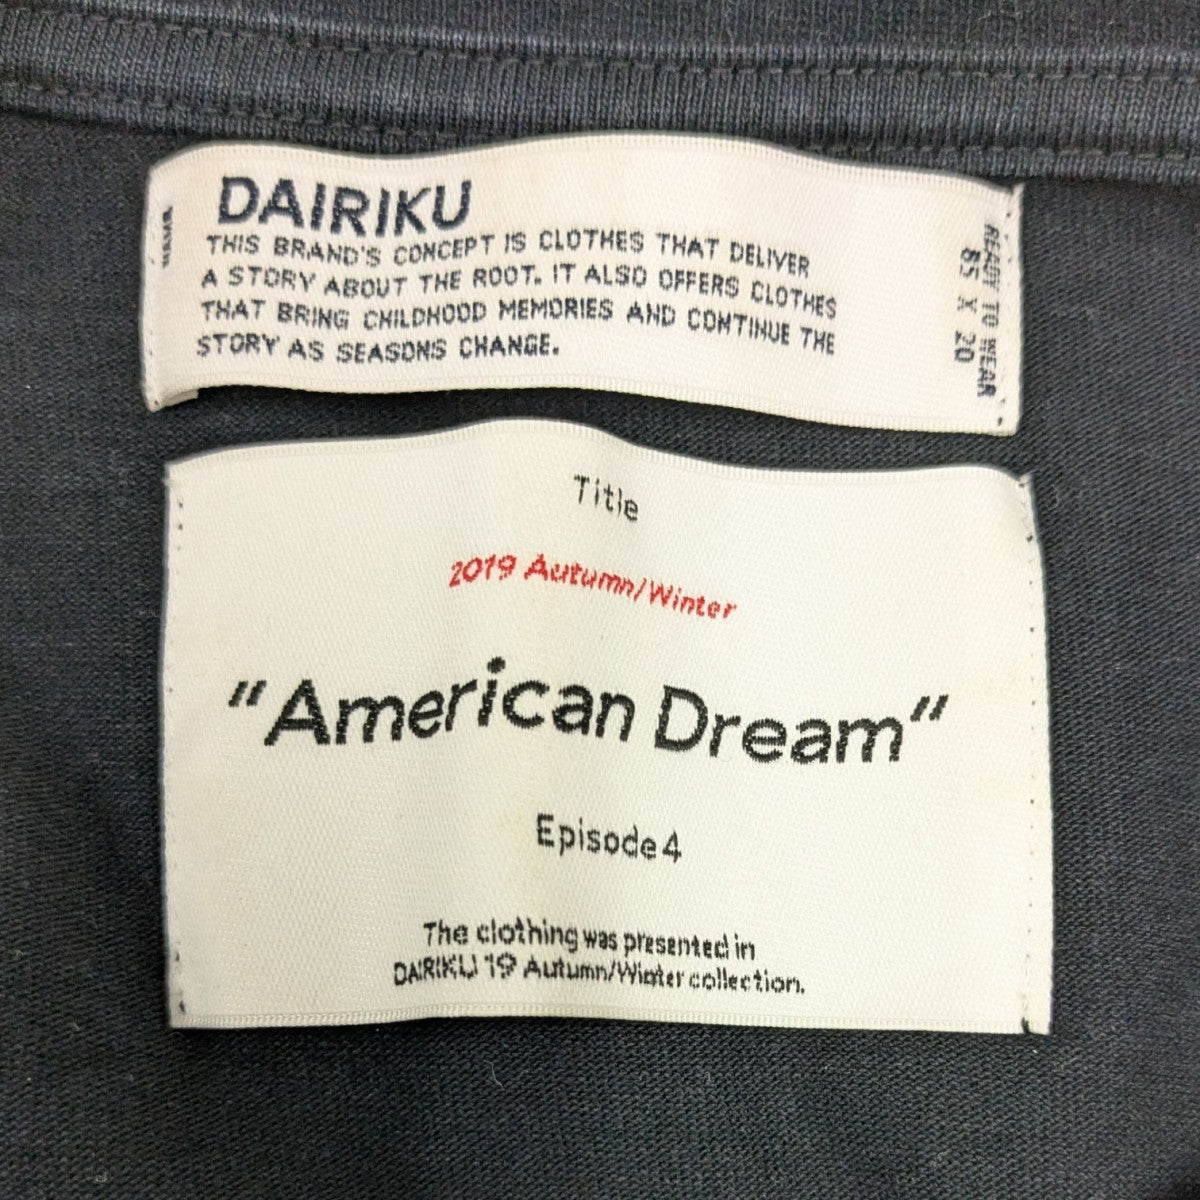 DAIRIKU
THIS BRAND'S CONCEPT IS CLOTHES THAT DELIVER
A STORY ABOUT THE ROOT. IT ALSO OFFERS CLOTHES
THAT BRING CHILDHOOD MEMORIES AND CONTINUE THE
STORY AS SEASONS CHANGE.
NAME
READY TO WEAR
85 X 20
Title
2019 Autumn/Winter
"American Dream"
Episode 4
The clothing was presented in
DAIRIKU 19 Autumn/Winter collection.